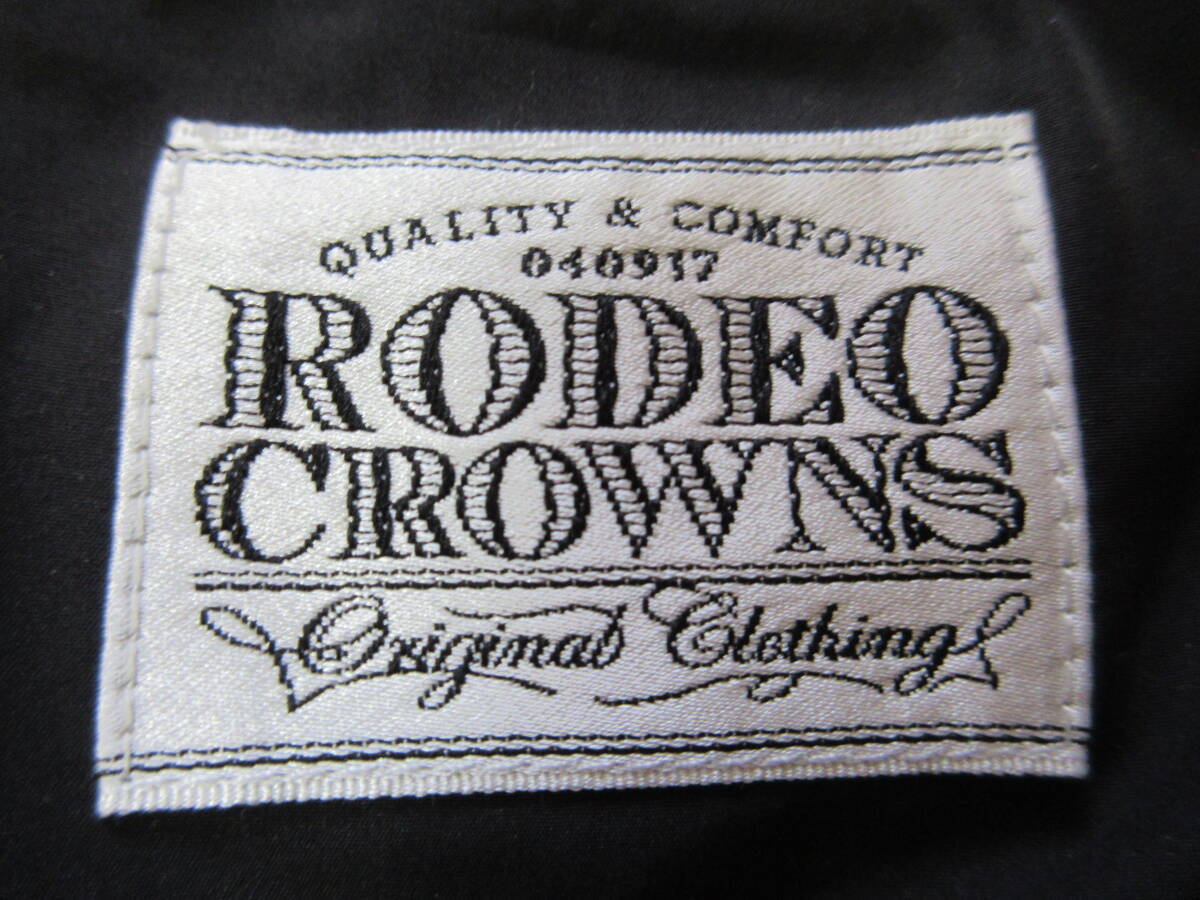 QUALITY & COMFORT
040917
RODEO
CROWNS
Original Clothing